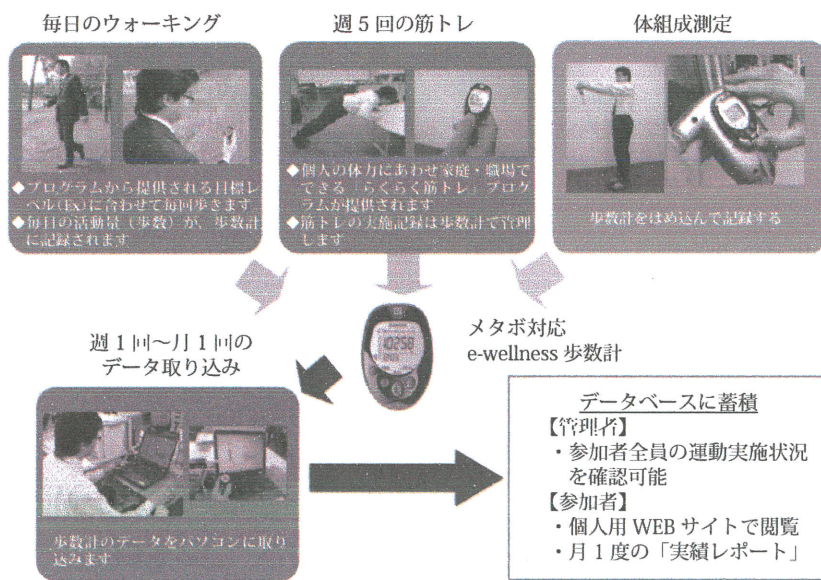 毎日のウォーキング
週5回の筋トレ
体組成測定
◆プログラムから提供される目標レ
ベル(Ex)に合わせて毎回歩きます
◆毎日の活動量(歩数)が、歩数計
に記録されます
◆個人の体力にあわせ家庭・職場で
できる「らくらく筋トレ」プログ
ラムが提供されます
◆筋トレの実施記録は歩数計で管理
します
歩数計をはめ込んで記録する
週1回~月1回の
データ取り込み
10258
メタボ対応
e-wellness 歩数計
歩数計のデータをパソコンに取り
込みます
データベースに蓄積
【管理者】
・参加者全員の運動実施状況
を確認可能
【参加者】
・個人用 WEB サイトで閲覧
・月1度の「実績レポート」